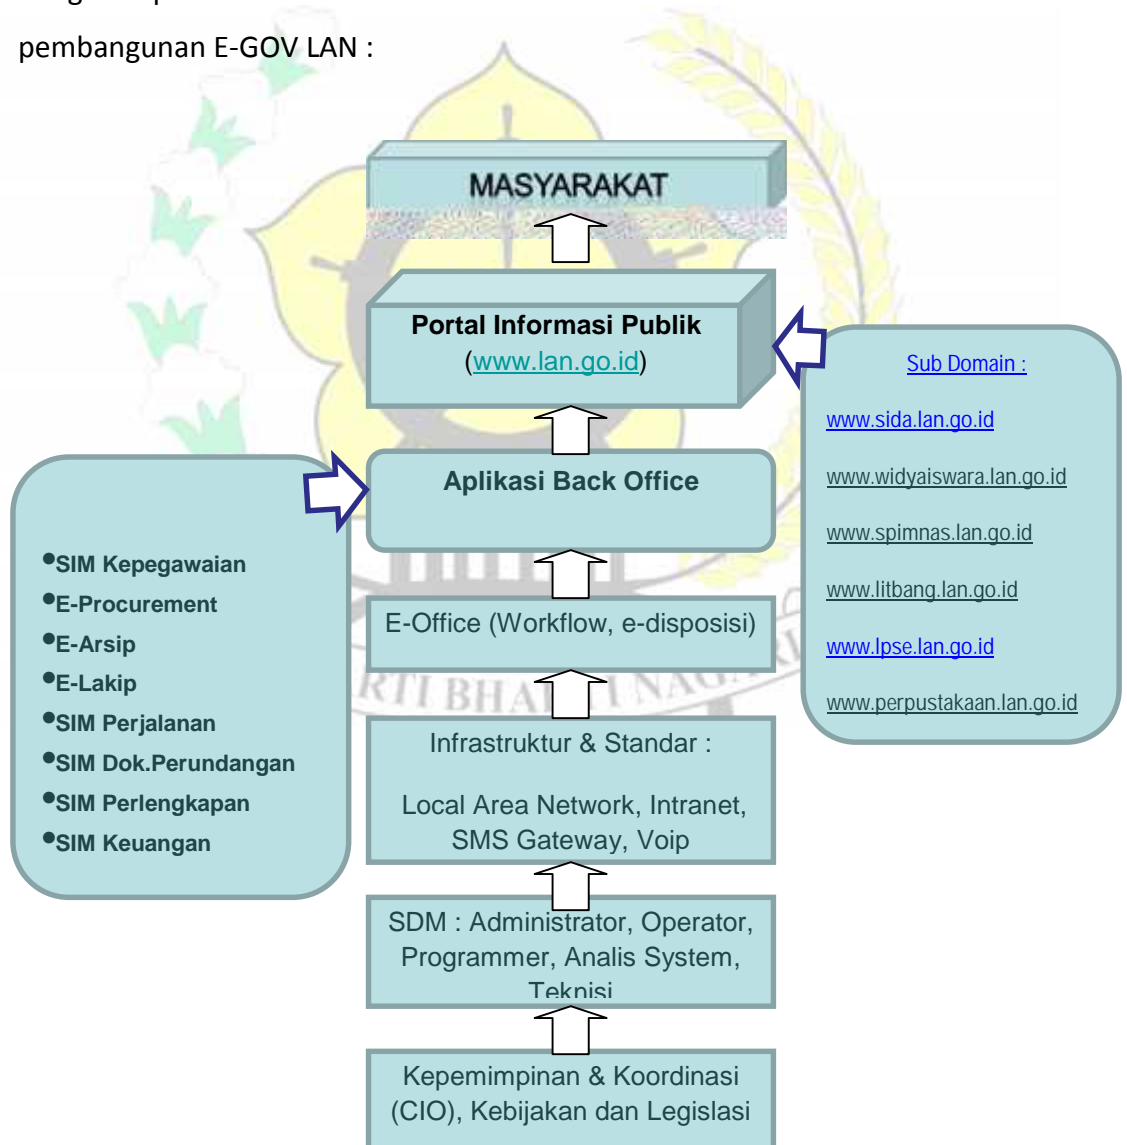 pembangunan E-GOV LAN :
MASYARAKAT
Portal Informasi Publik
(www.lan.go.id)
Sub Domain :
www.sida.lan.go.id
www.widyaiswara.lan.go.id
www.spimnas.lan.go.id
www.litbang.lan.go.id
www.lpse.lan.go.id
www.perpustakaan.lan.go.id
Aplikasi Back Office
•SIM Kepegawaian
•E-Procurement
•E-Arsip
•E-Lakip
•SIM Perjalanan
•SIM Dok.Perundangan
•SIM Perlengkapan
•SIM Keuangan
E-Office (Workflow, e-disposisi)
Infrastruktur & Standar :
Local Area Network, Intranet,
SMS Gateway, Voip
SDM : Administrator, Operator,
Programmer, Analis System,
Teknisi
Kepemimpinan & Koordinasi
(CIO), Kebijakan dan Legislasi